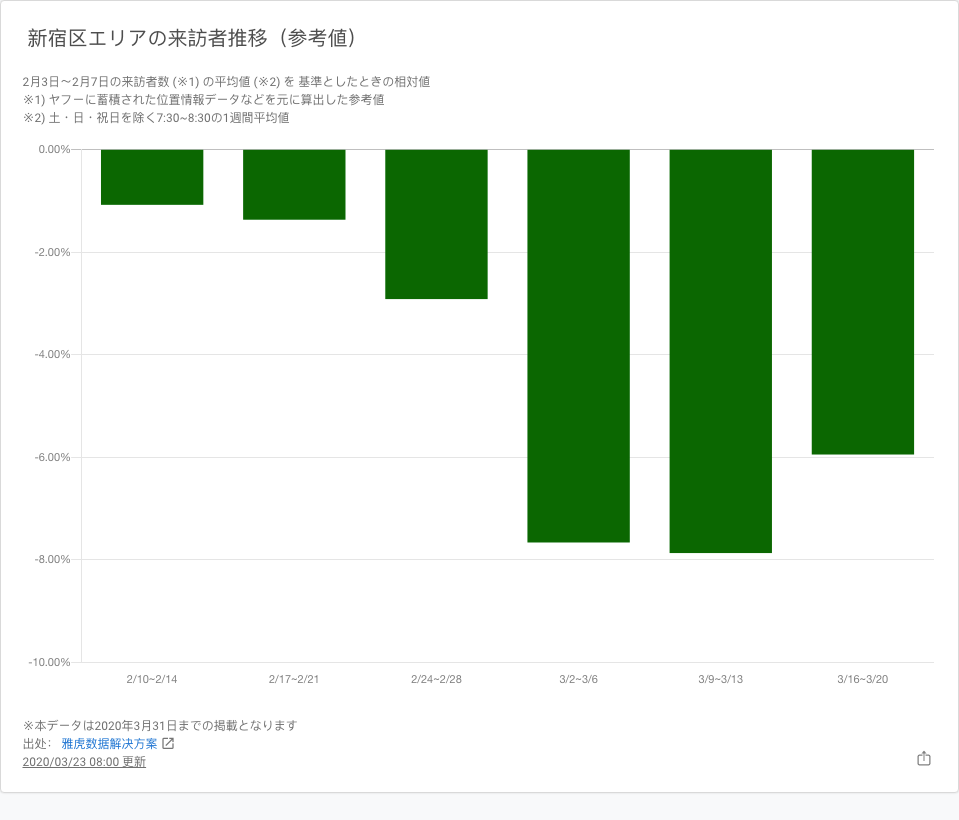 新宿区エリアの来訪者推移（参考値）
2月3日～2月7日の来訪者数 (※1) の平均値 (※2) を 基準としたときの相対値
※1) ヤフーに蓄積された位置情報データなどを元に算出した参考値
※2) 土・日・祝日を除く7:30~8:30の1週間平均値
0.00%
-2.00%
-4.00%
-6.00%
-8.00%
-10.00%
2/10~2/14 2/17~2/21 2/24~2/28 3/2~3/6 3/9~3/13 3/16~3/20
※本データは2020年3月31日までの掲載となります
出处： 雅虎数据解决方案
2020/03/23 08:00 更新